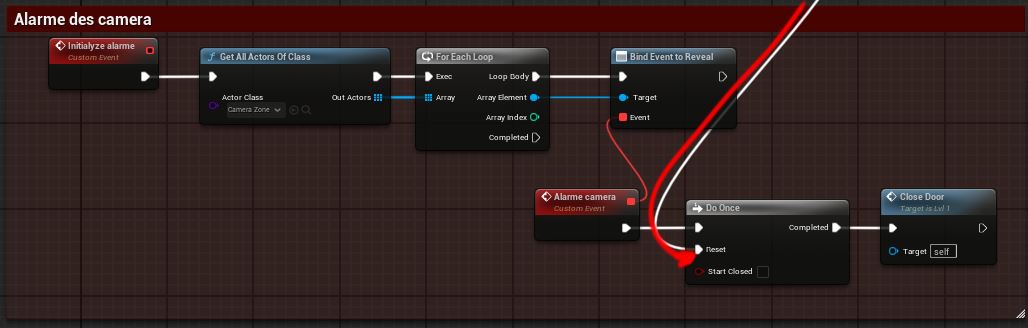 Alarme des camera
Initialyze alarme
Custom Event
f Get All Actors Of Class
Actor Class
Camera Zone
Out Actors
For Each Loop
Exec
Loop Body
Array
Array Element
Array Index
Completed
Bind Event to Reveal
Target
Event
Alarme camera
Custom Event
Do Once
Completed
Reset
Start Closed
Close Door
Target is Lvl 1
Target self